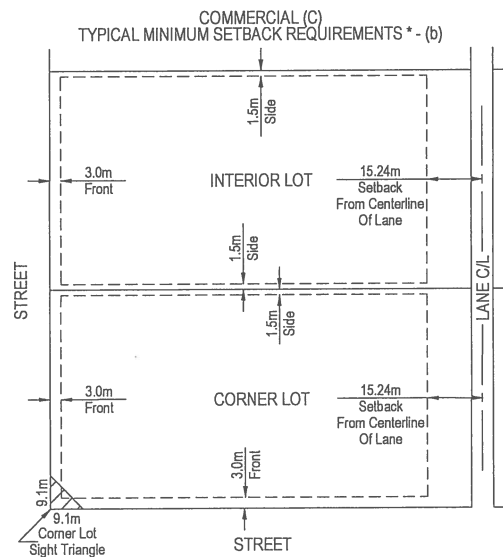 COMMERCIAL (C)
TYPICAL MINIMUM SETBACK REQUIREMENTS * - (b)
1.5m
Side
3.0m
Front
INTERIOR LOT
15.24m
Setback
From Centerline
Of Lane
1.5m
Side
STREET
LANE C/L
1.5m
Side
3.0m
Front
CORNER LOT
15.24m
Setback
From Centerline
Of Lane
3.0m
Front
9.1m
9.1m
Corner Lot
Sight Triangle
STREET